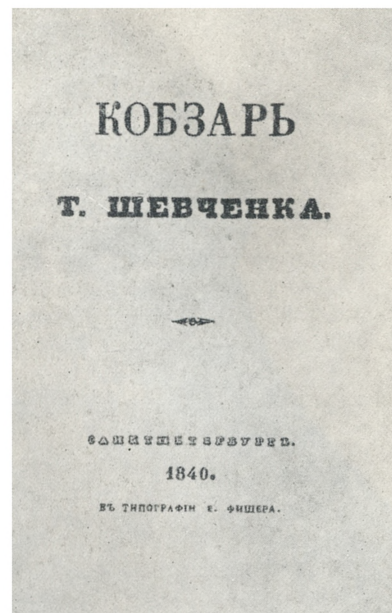 КОБЗАРЬ
Т. ШЕВЧЕНКА.
САНКТПЕТЕРБУРГЪ.
1840.
ВЪ ТИПОГРАФІИ Е. ФИШЕРА.